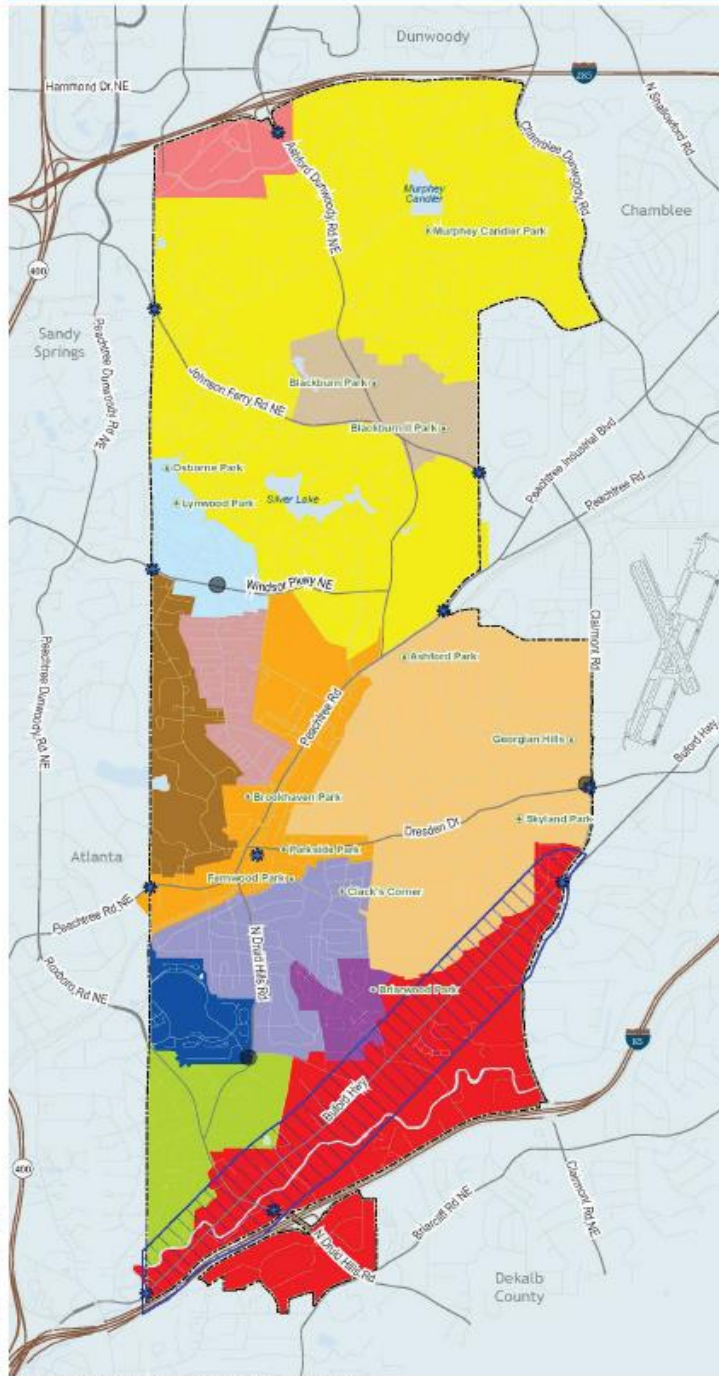 Dunwoody
285
Hammond Dr, NE
N Shallowford Rd
Chamblee Dunwoody Rd
Ashford Dunwoody Rd NE
Murphey
Candler
Chamblee
Murphey Candler Park
400
Sandy
Springs
Peachtree Dunwoody Rd NE
Johnson Ferry Rd NE
Blackburn Park
Blackburn II Park
Peachtree Industrial Blvd
Peachtree Rd
Osborne Park
Lynwood Park
Silver Lake
Windsor Pkwy NE
Clairmont Rd
Ashford Park
Peachtree Rd
Peachtree Dunwoody Rd NE
Georgian Hills
Buford Hwy
Brookhaven Park
Dresden Dr
Skyland Park
Parkside Park
Atlanta
Fernwood Park
Clack's Corner
Peachtree Rd NE
N Druid Hills Rd
Roxboro Rd NE
Briarwood Park
85
Buford Hwy
400
Briarcliff Rd NE
Clairmont Rd NE
N Druid Hills Rd
Dekalb
County